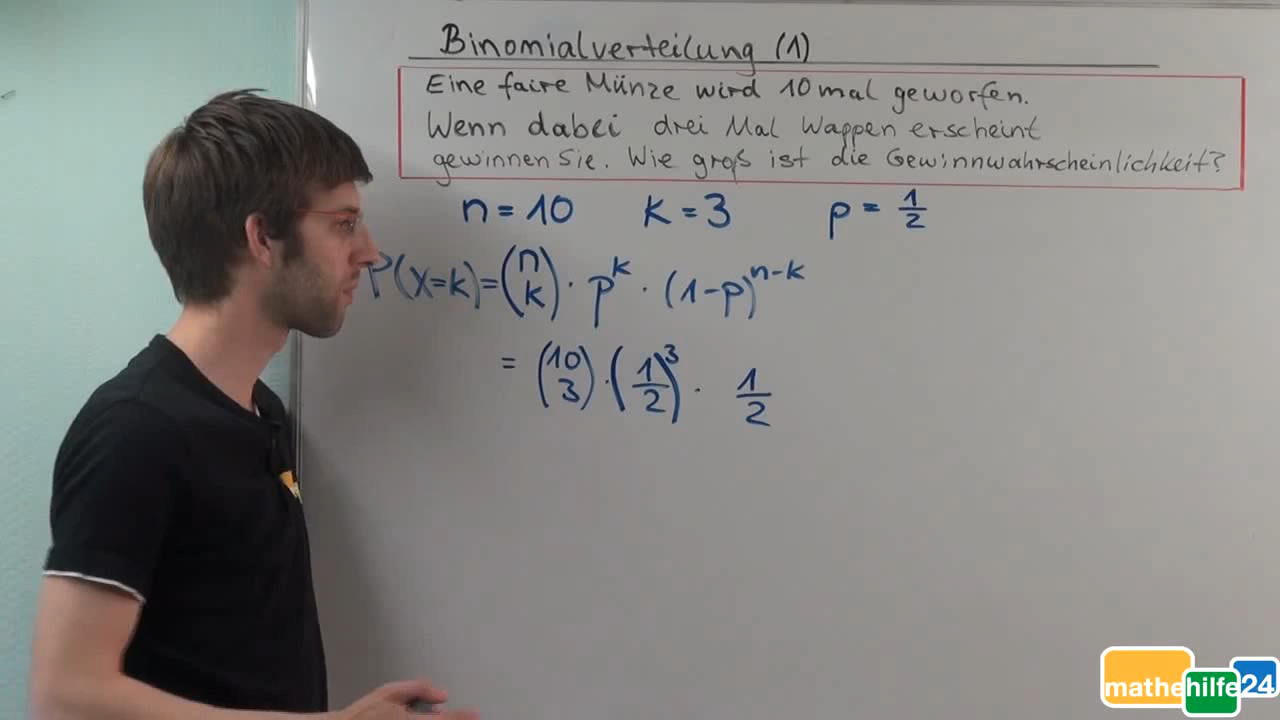 Binomialverteilung (1)
Eine faire Münze wird 10 mal geworfen.
Wenn dabei drei Mal Wappen erscheint
gewinnen Sie. Wie groß ist die Gewinnwahrscheinlichkeit?
n = 10 k = 3 p = 1/2
P(X=k) = (n k) · p^k · (1-p)^(n-k)
= (10 3) · (1/2)^3 · 1/2
mathehilfe24